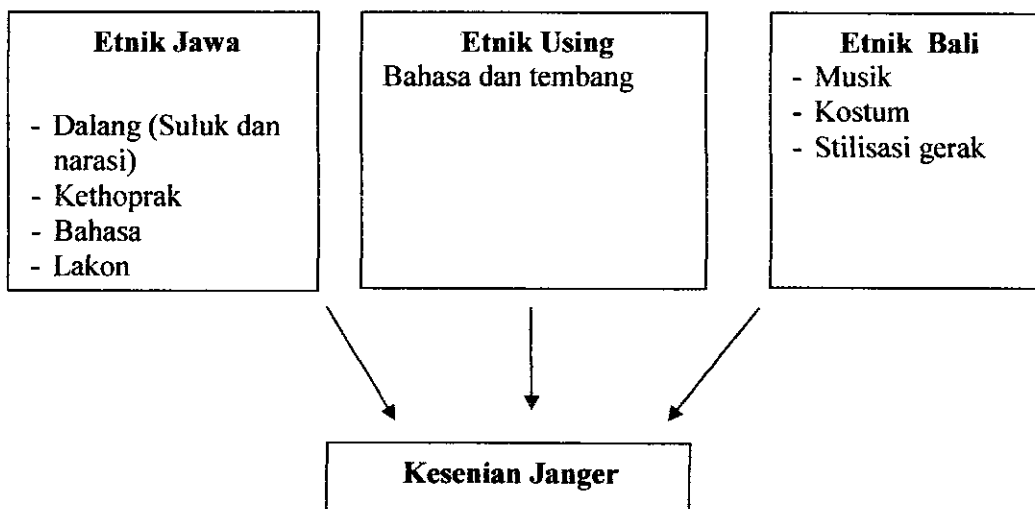 Etnik Jawa
- Dalang (Suluk dan
narasi)
- Kethoprak
- Bahasa
- Lakon
Etnik Using
Bahasa dan tembang
Etnik Bali
- Musik
- Kostum
- Stilisasi gerak
Kesenian Janger